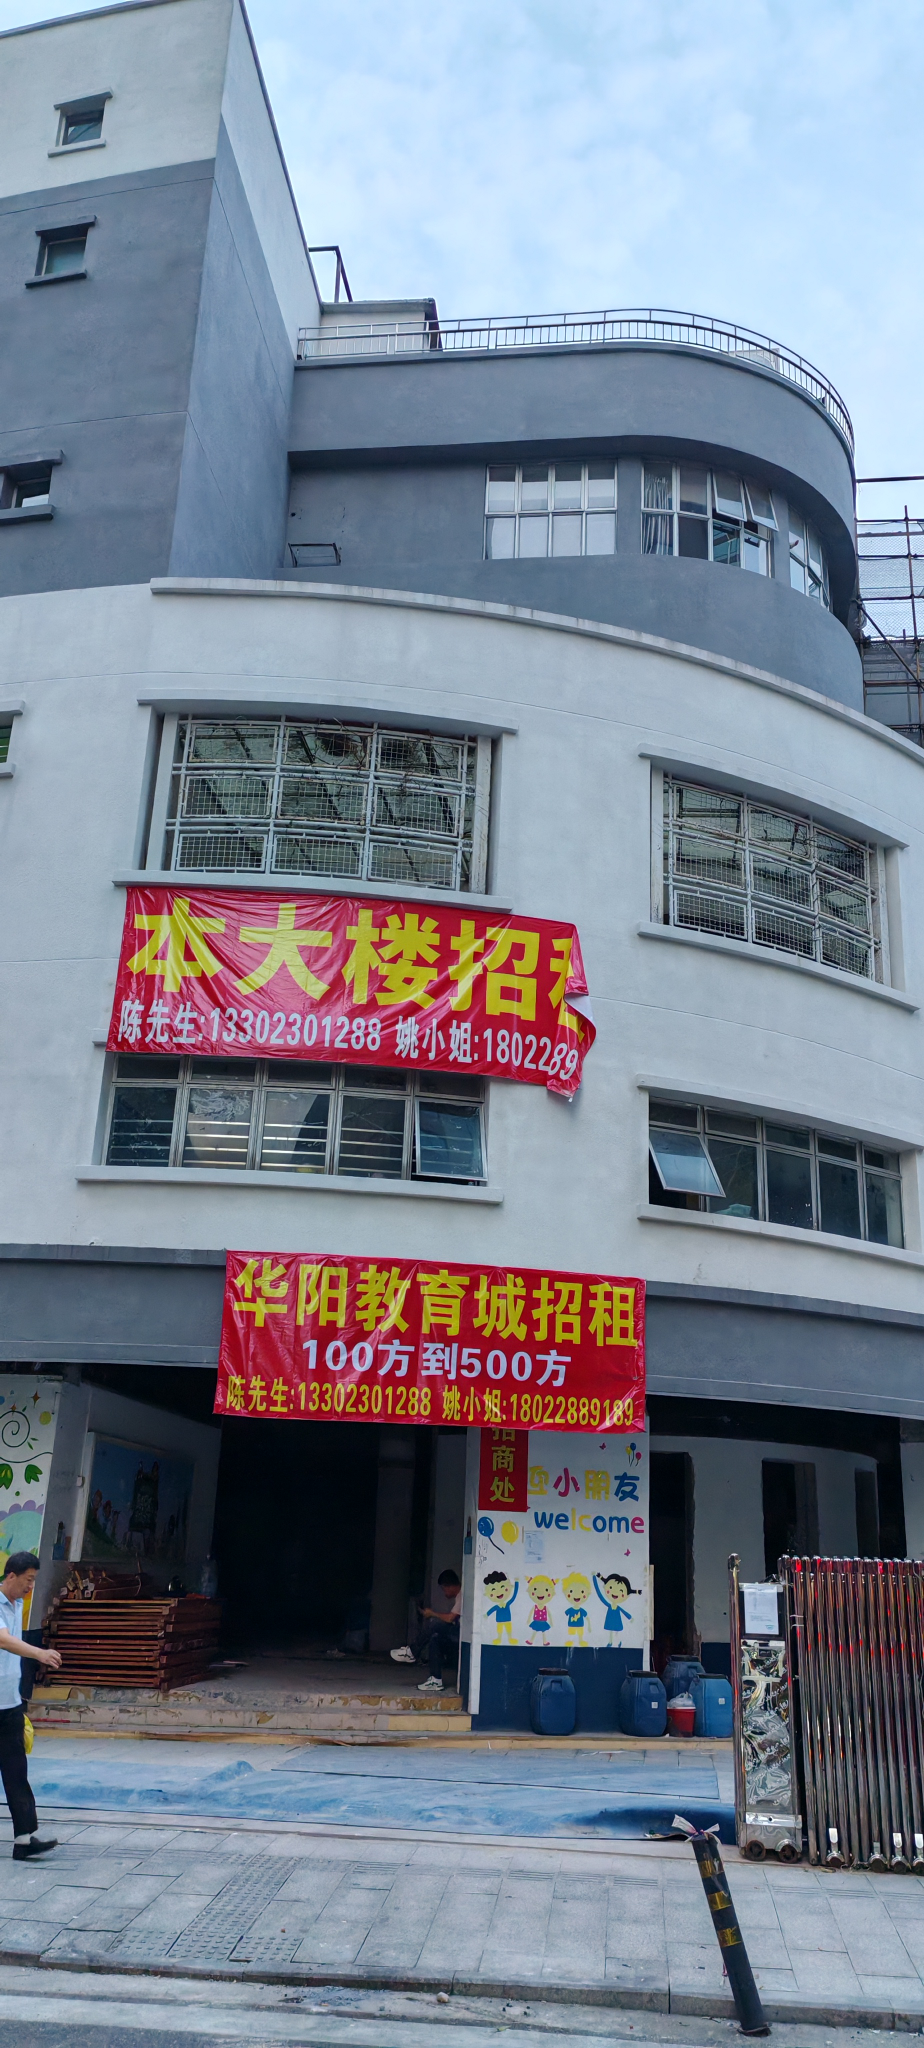 本大楼招租
陈先生:13302301288 姚小姐:1802289
华阳教育城招租
100方到500方
陈先生:13302301288 姚小姐:18022889189
招商处
迎小朋友
welcome